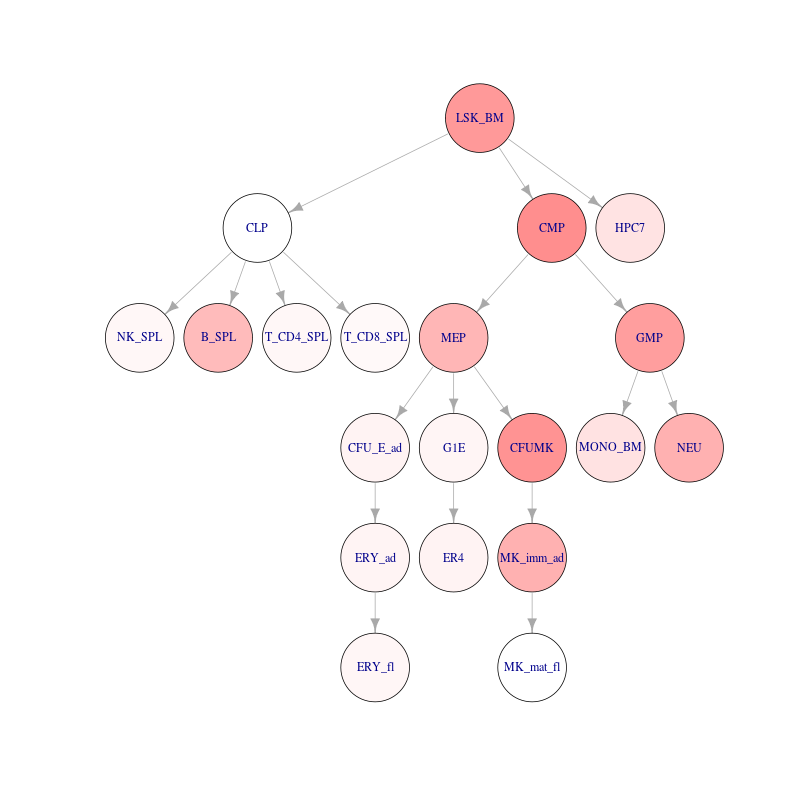 LSK_BM
CLP
CMP
HPC7
NK_SPL
B_SPL
T_CD4_SPL
T_CD8_SPL
MEP
GMP
CFU_E_ad
G1E
CFUMK
MONO_BM
NEU
ERY_ad
ER4
MK_imm_ad
ERY_fl
MK_mat_fl